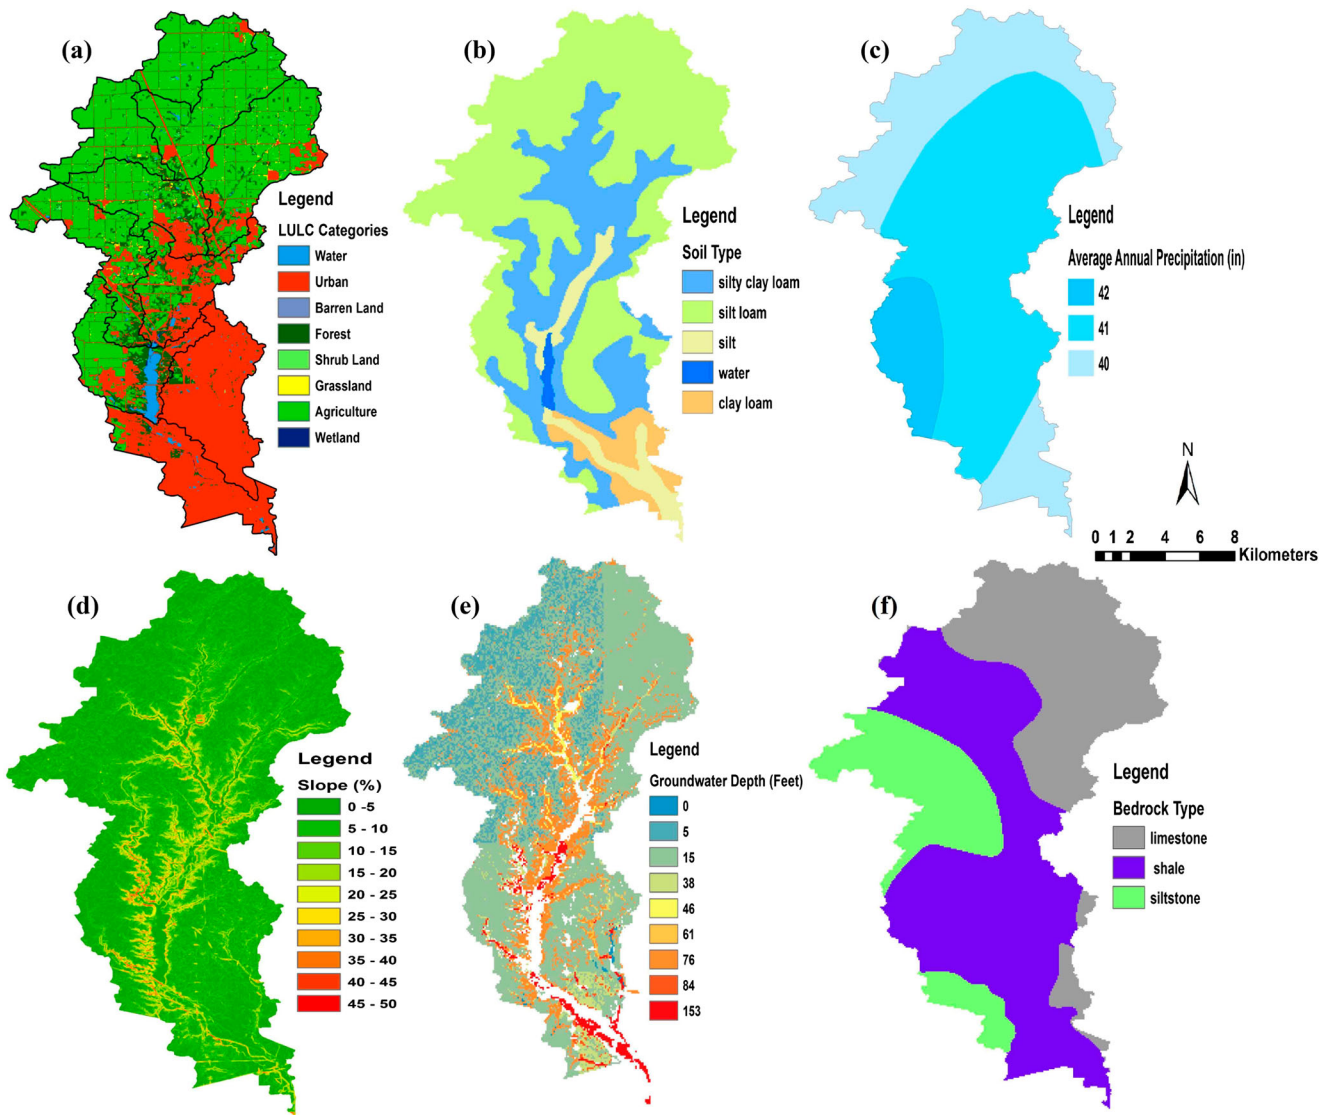 (a)
Legend
LULC Categories
Water
Urban
Barren Land
Forest
Shrub Land
Grassland
Agriculture
Wetland
(b)
Legend
Soil Type
silty clay loam
silt loam
silt
water
clay loam
(c)
Legend
Average Annual Precipitation (in)
42
41
40
N
0 1 2 4 6 8
Kilometers
(d)
Legend
Slope (%)
0 -5
5 - 10
10 - 15
15 - 20
20 - 25
25 - 30
30 - 35
35 - 40
40 - 45
45 - 50
(e)
Legend
Groundwater Depth (Feet)
0
5
15
38
46
61
76
84
153
(f)
Legend
Bedrock Type
limestone
shale
siltstone